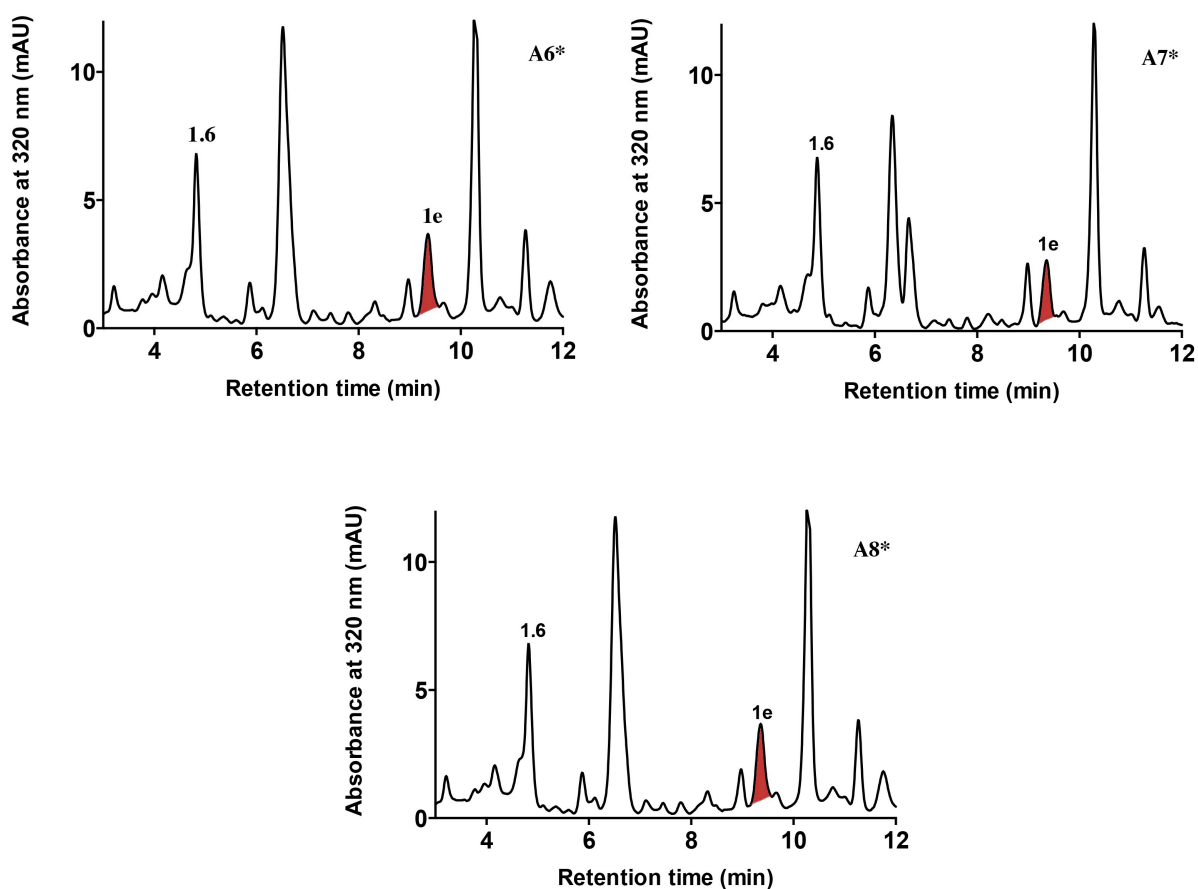 Absorbance at 320 nm (mAU)
A6*
10
1.6
5
1e
0
4 6 8 10 12
Retention time (min)
Absorbance at 320 nm (mAU)
A7*
10
1.6
5
1e
0
4 6 8 10 12
Retention time (min)
Absorbance at 320 nm (mAU)
A8*
10
1.6
5
1e
0
4 6 8 10 12
Retention time (min)